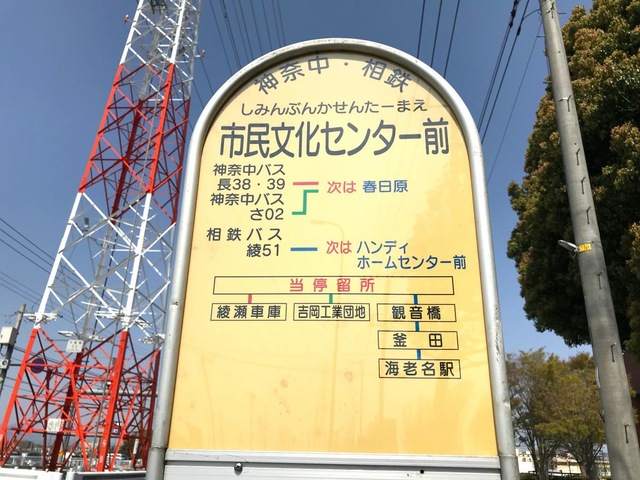 神奈中・相鉄
しみんぶんかせんたーまえ
市民文化センター前
神奈中バス
長38・39
次は 春日原
神奈中バス
さ02
相鉄バス
綾51
次は ハンディ
ホームセンター前
当停留所
綾瀬車庫 吉岡工業団地 観音橋
釜田
海老名駅